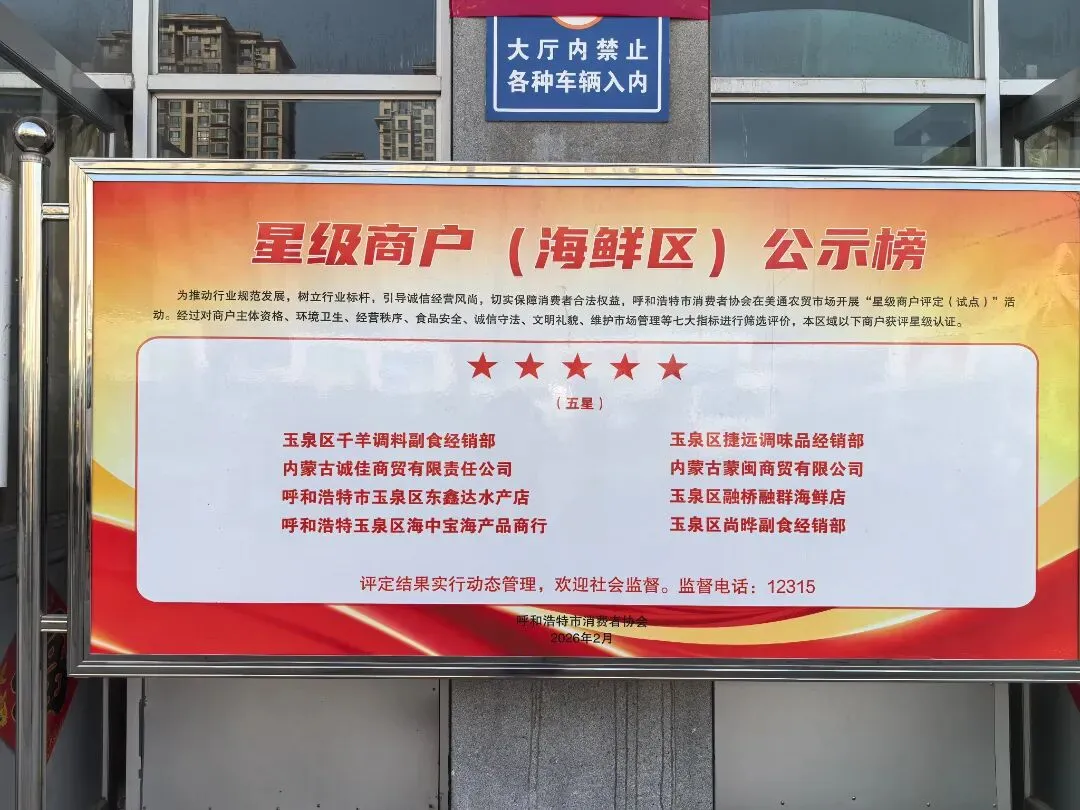 大厅内禁止
各种车辆入内
星级商户（海鲜区）公示榜
为推动行业规范发展，树立行业标杆，引导诚信经营风尚，切实保障消费者合法权益，呼和浩特市消费者协会在美通农贸市场开展“星级商户评定（试点）”活
动。经过对商户主体资格、环境卫生、经营秩序、食品安全、诚信守法、文明礼貌、维护市场管理等七大指标进行筛选评价，本区域以下商户获评星级认证。
（五星）
玉泉区千羊调料副食经销部
玉泉区捷远调味品经销部
内蒙古诚佳商贸有限责任公司
内蒙古蒙闽商贸有限公司
呼和浩特市玉泉区东鑫达水产店
玉泉区融桥融群海鲜店
呼和浩特玉泉区海中宝海产品商行
玉泉区尚晔副食经销部
评定结果实行动态管理，欢迎社会监督。监督电话：12315
呼和浩特市消费者协会
2026年2月